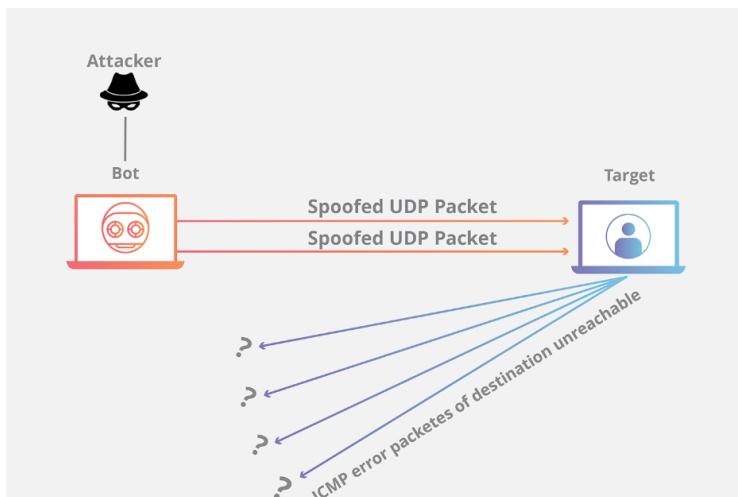 Attacker
Bot
Target
Spoofed UDP Packet
Spoofed UDP Packet
?
?
?
?
ICMP error packetes of destination unreachable